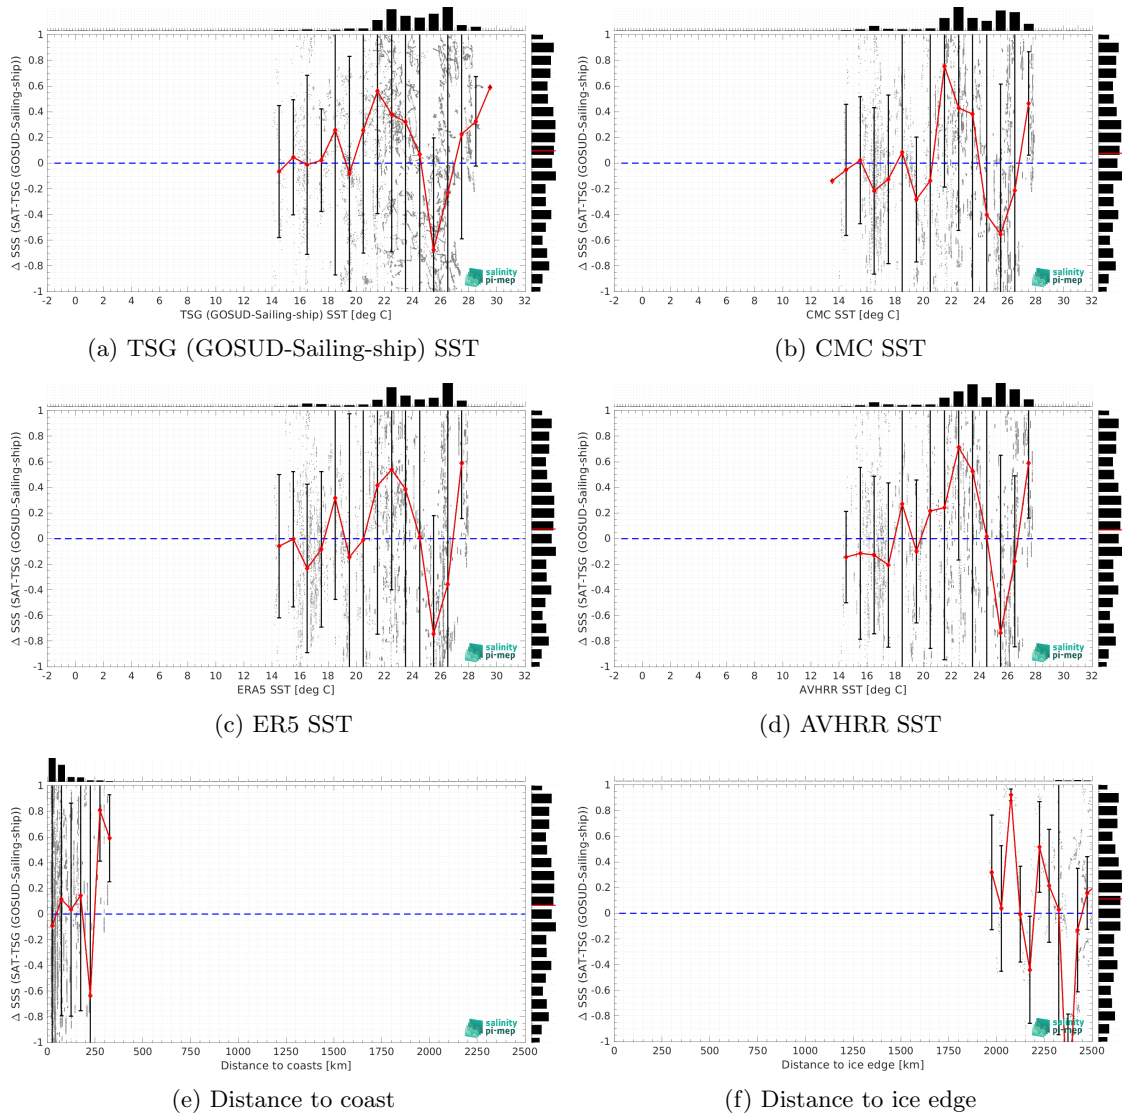 1
0.8
0.6
0.4
0.2
0
-0.2
-0.4
-0.6
-0.8
-1
Δ SSS (SAT-TSG (GOSUD-Sailing-ship))
salinity
pi-mep
-2 0 2 4 6 8 10 12 14 16 18 20 22 24 26 28 30 32
TSG (GOSUD-Sailing-ship) SST [deg C]
(a) TSG (GOSUD-Sailing-ship) SST
1
0.8
0.6
0.4
0.2
0
-0.2
-0.4
-0.6
-0.8
-1
Δ SSS (SAT-TSG (GOSUD-Sailing-ship))
salinity
pi-mep
-2 0 2 4 6 8 10 12 14 16 18 20 22 24 26 28 30 32
CMC SST [deg C]
(b) CMC SST
1
0.8
0.6
0.4
0.2
0
-0.2
-0.4
-0.6
-0.8
-1
Δ SSS (SAT-TSG (GOSUD-Sailing-ship))
salinity
pi-mep
-2 0 2 4 6 8 10 12 14 16 18 20 22 24 26 28 30 32
ERA5 SST [deg C]
(c) ER5 SST
1
0.8
0.6
0.4
0.2
0
-0.2
-0.4
-0.6
-0.8
-1
Δ SSS (SAT-TSG (GOSUD-Sailing-ship))
salinity
pi-mep
-2 0 2 4 6 8 10 12 14 16 18 20 22 24 26 28 30 32
AVHRR SST [deg C]
(d) AVHRR SST
1
0.8
0.6
0.4
0.2
0
-0.2
-0.4
-0.6
-0.8
-1
Δ SSS (SAT-TSG (GOSUD-Sailing-ship))
salinity
pi-mep
0 250 500 750 1000 1250 1500 1750 2000 2250 2500
Distance to coasts [km]
(e) Distance to coast
1
0.8
0.6
0.4
0.2
0
-0.2
-0.4
-0.6
-0.8
-1
Δ SSS (SAT-TSG (GOSUD-Sailing-ship))
salinity
pi-mep
0 250 500 750 1000 1250 1500 1750 2000 2250 2500
Distance to ice edge [km]
(f) Distance to ice edge